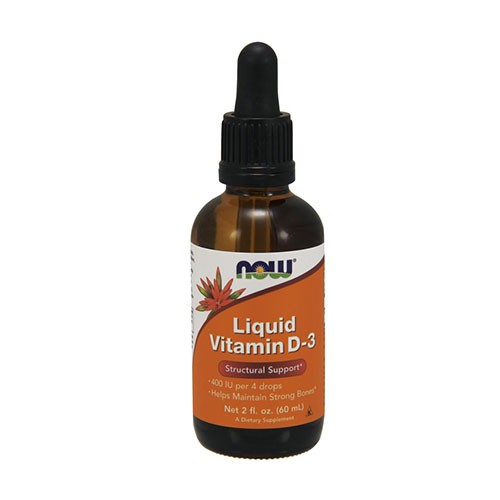 NOW®
Liquid
Vitamin D-3
Structural Support*
•400 IU per 4 drops
•Helps Maintain Strong Bones*
Net 2 fl. oz. (60 mL)
A Dietary Supplement